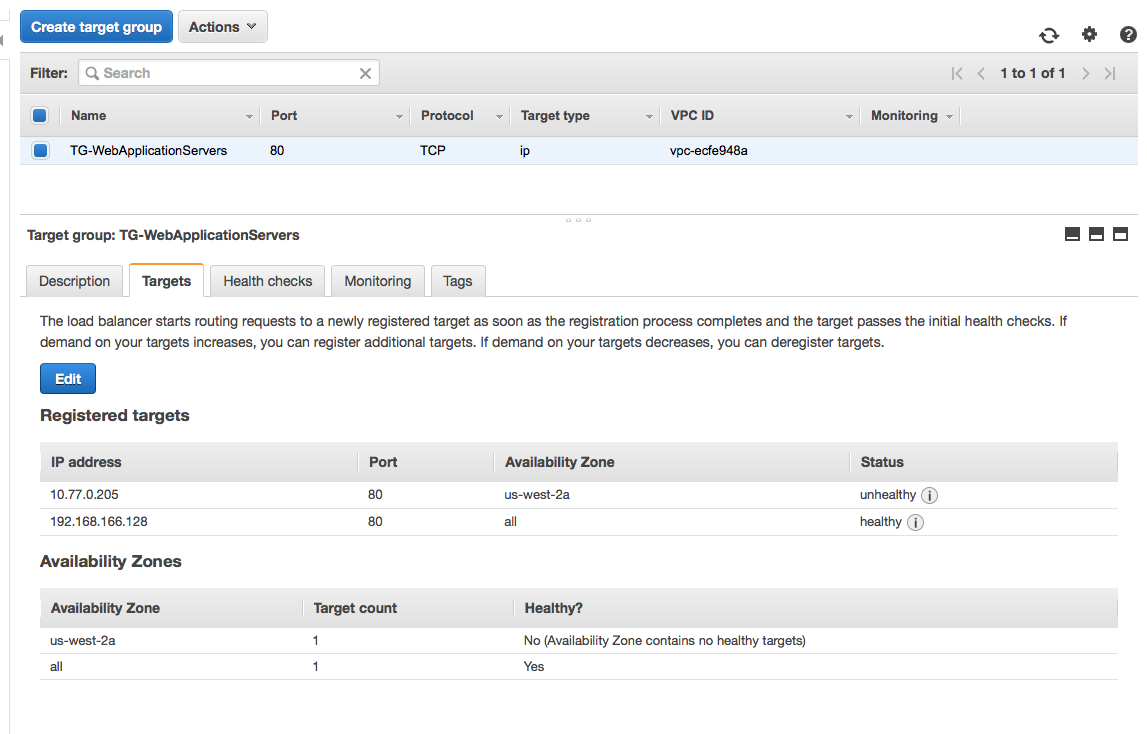 Create target group Actions
Filter: Search 1 to 1 of 1
Name Port Protocol Target type VPC ID Monitoring
TG-WebApplicationServers 80 TCP ip vpc-ecfe948a
Target group: TG-WebApplicationServers
Description Targets Health checks Monitoring Tags
The load balancer starts routing requests to a newly registered target as soon as the registration process completes and the target passes the initial health checks. If
demand on your targets increases, you can register additional targets. If demand on your targets decreases, you can deregister targets.
Edit
Registered targets
IP address Port Availability Zone Status
10.77.0.205 80 us-west-2a unhealthy
192.168.166.128 80 all healthy
Availability Zones
Availability Zone Target count Healthy?
us-west-2a 1 No (Availability Zone contains no healthy targets)
all 1 Yes